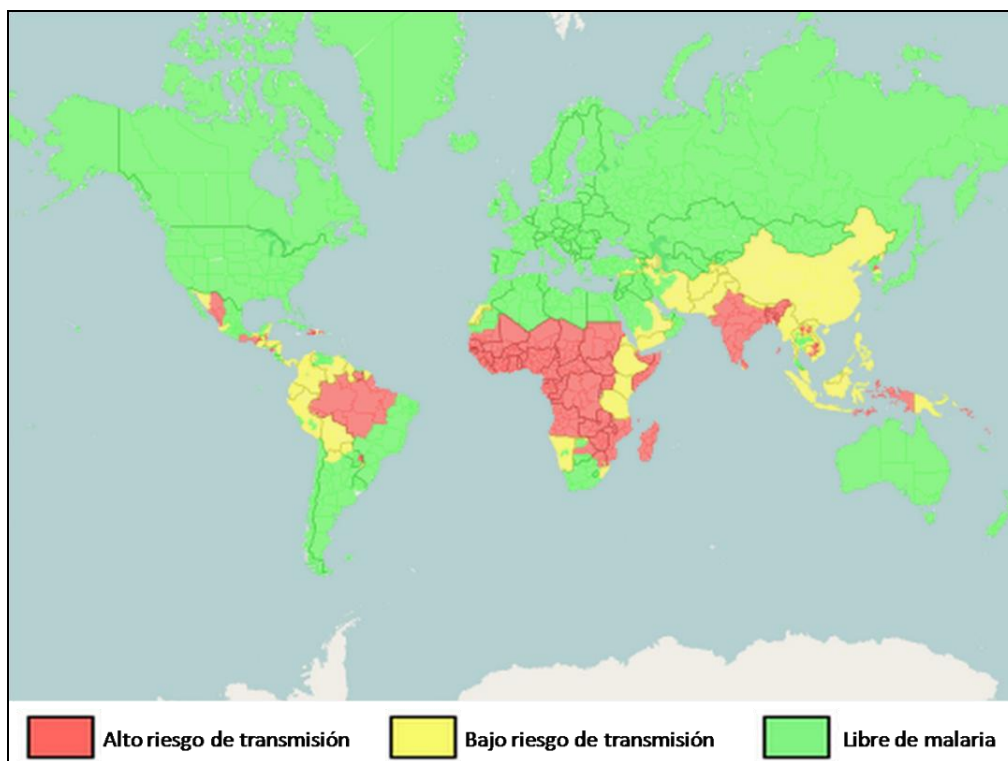 Alto riesgo de transmisión
Bajo riesgo de transmisión
Libre de malaria